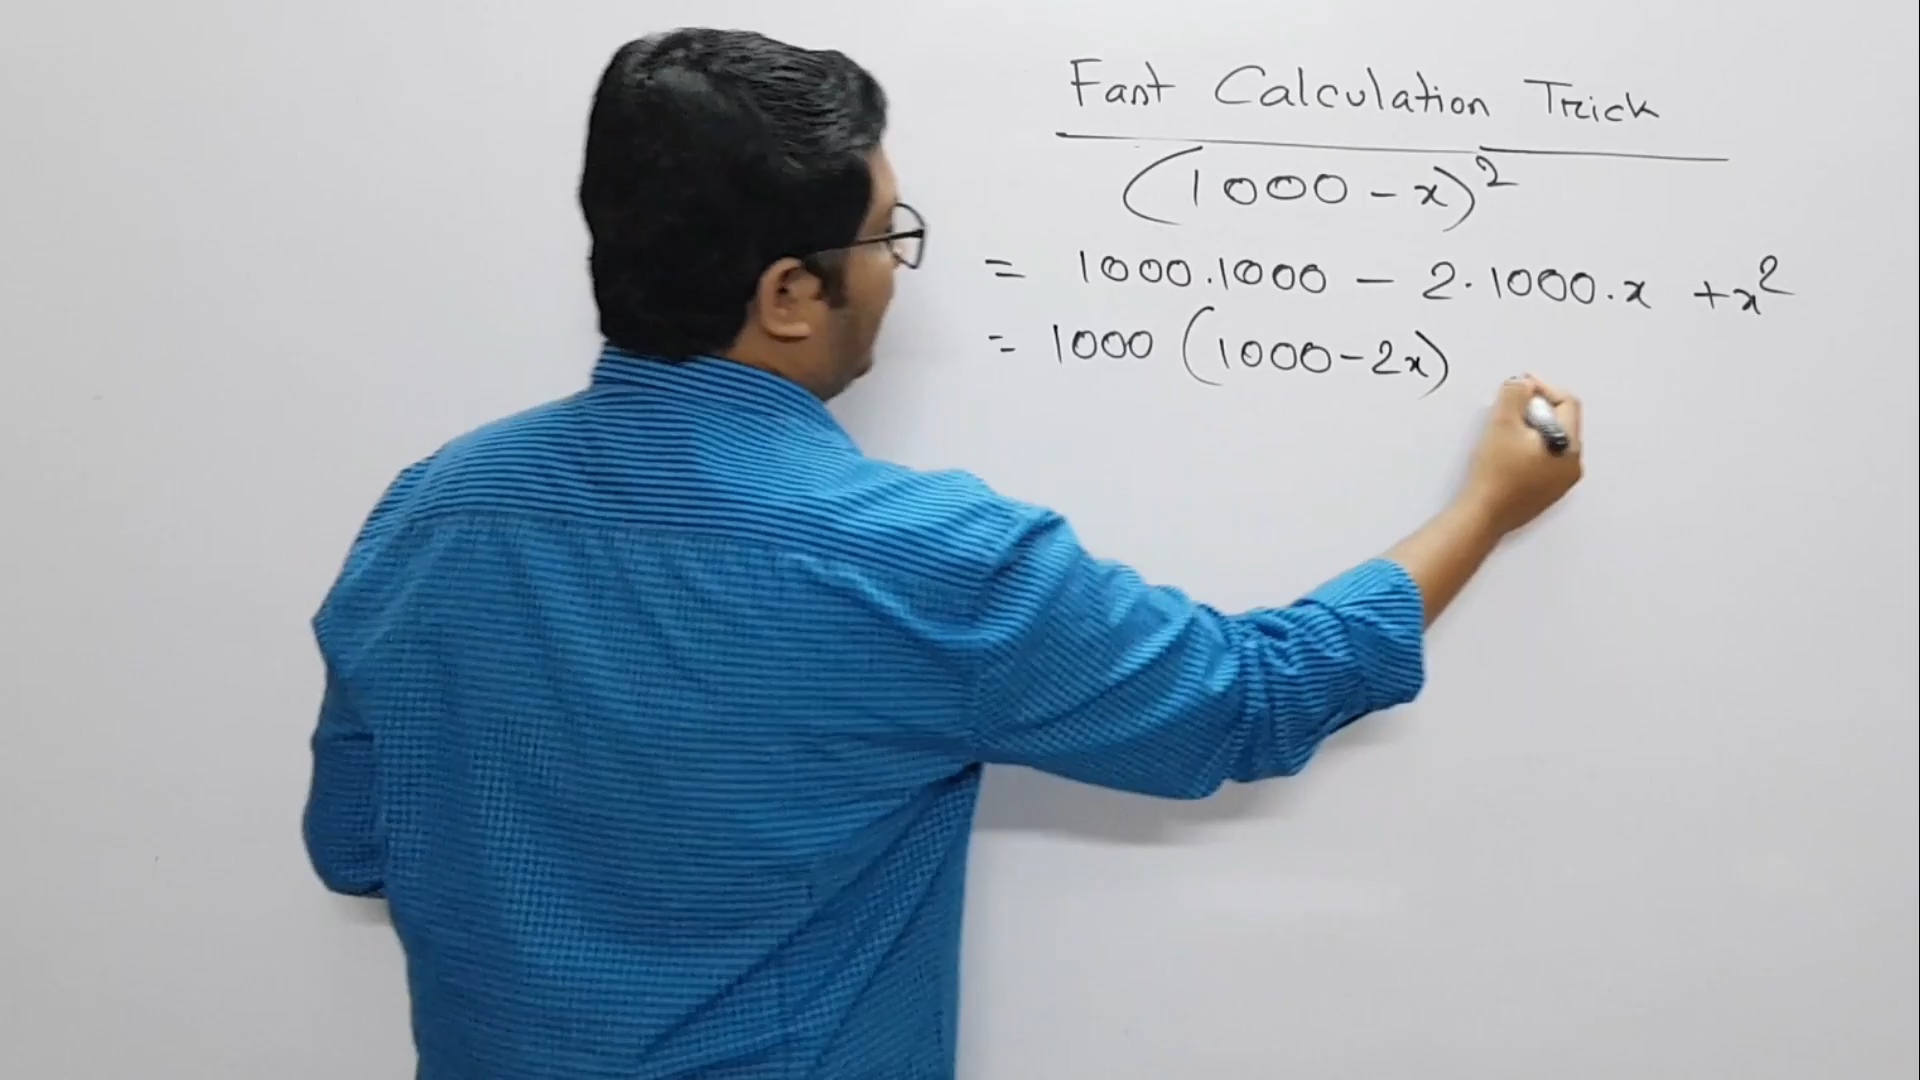 Fast Calculation Trick
(1000 - x)²
= 1000.1000 - 2.1000.x + x²
= 1000 (1000 - 2x)